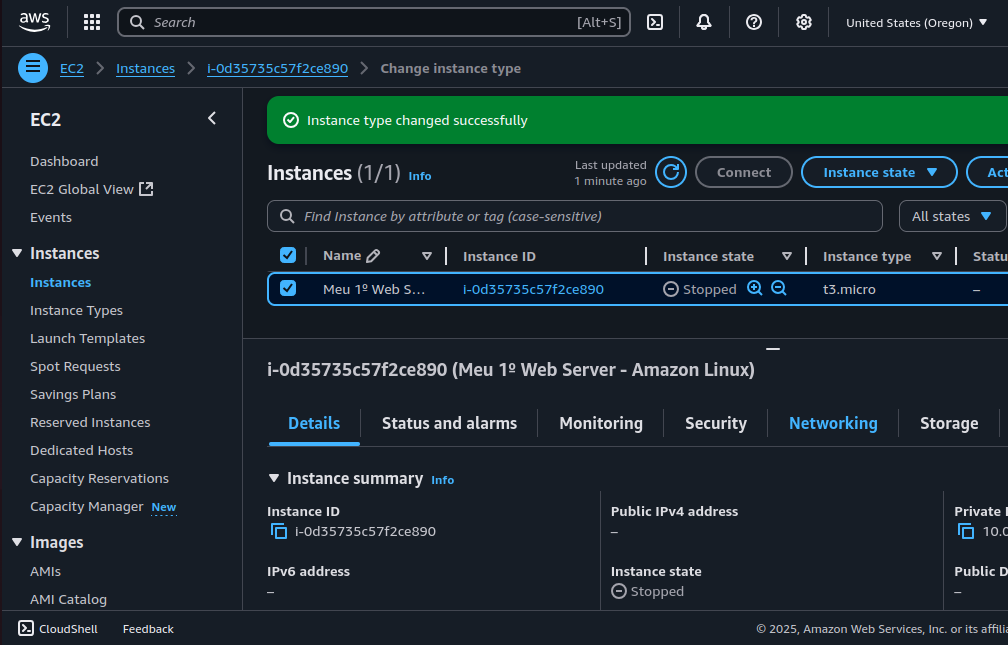 aws Search [Alt+S] United States (Oregon)
EC2 Instances i-0d35735c57f2ce890 Change instance type
EC2
Dashboard
EC2 Global View
Events
Instances
Instances
Instance Types
Launch Templates
Spot Requests
Savings Plans
Reserved Instances
Dedicated Hosts
Capacity Reservations
Capacity Manager New
Images
AMIs
AMI Catalog
Instance type changed successfully
Instances (1/1) Info
Last updated
1 minute ago
Connect Instance state Act
Find Instance by attribute or tag (case-sensitive) All states
Name Instance ID Instance state Instance type Statu
Meu 1º Web S... i-0d35735c57f2ce890 Stopped t3.micro –
i-0d35735c57f2ce890 (Meu 1º Web Server - Amazon Linux)
Details Status and alarms Monitoring Security Networking Storage
Instance summary Info
Instance ID
i-0d35735c57f2ce890
IPv6 address
–
Public IPv4 address
–
Instance state
Stopped
Private I
10.0
Public D
–
CloudShell Feedback © 2025, Amazon Web Services, Inc. or its affilia